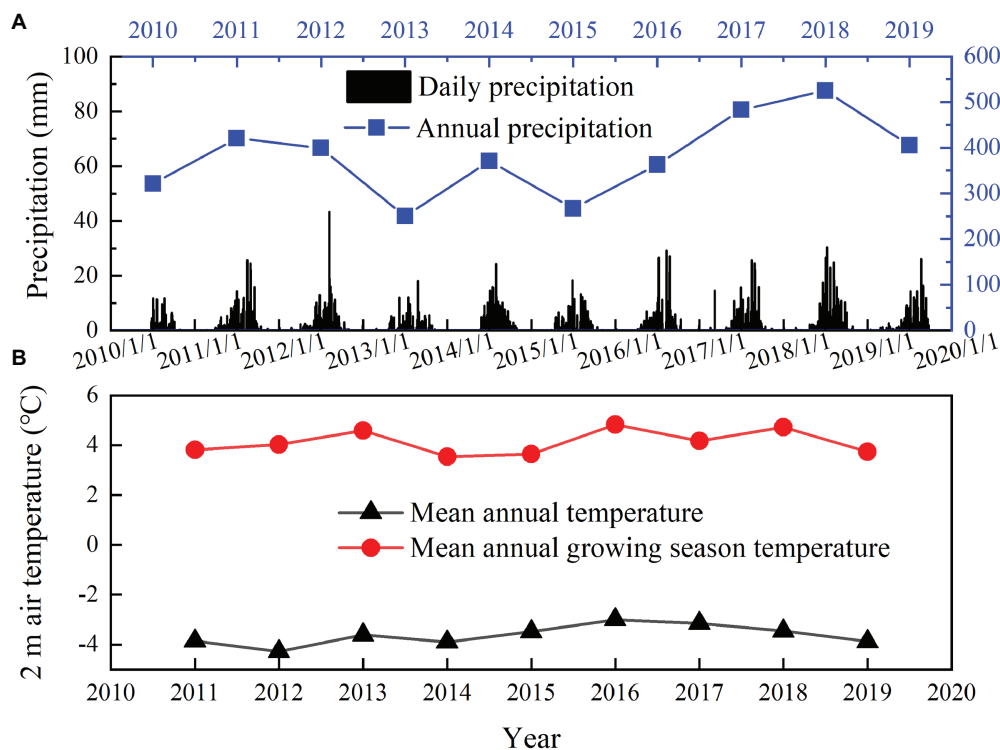 A
2010 2011 2012 2013 2014 2015 2016 2017 2018 2019
Precipitation (mm)
100 600
80 500
60 400
40 300
20 200
0 100
0
Daily precipitation
Annual precipitation
2010/1/1 2011/1/1 2012/1/1 2013/1/1 2014/1/1 2015/1/1 2016/1/1 2017/1/1 2018/1/1 2019/1/1 2020/1/1
B
2 m air temperature (°C)
6
4
2
0
-2
-4
Mean annual temperature
Mean annual growing season temperature
2010 2011 2012 2013 2014 2015 2016 2017 2018 2019 2020
Year